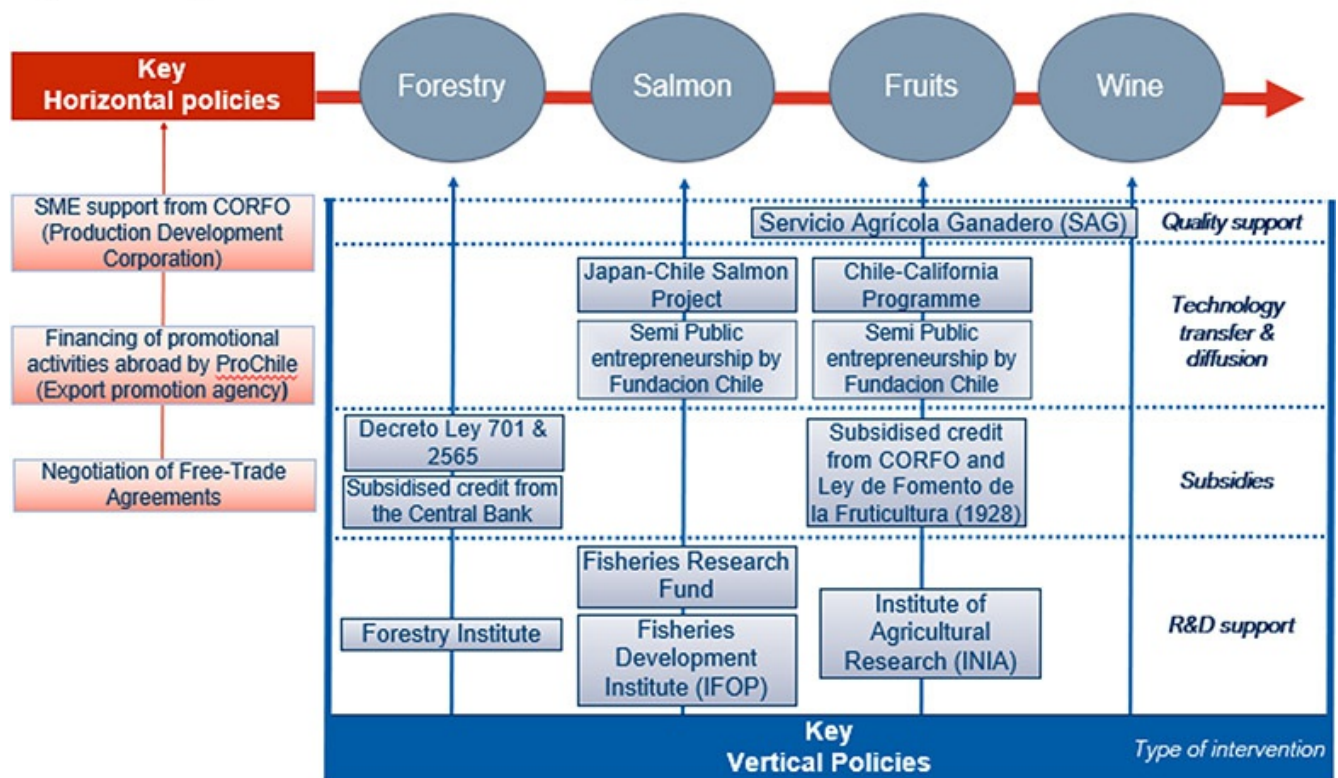 Key
Horizontal policies
Forestry
Salmon
Fruits
Wine
SME support from CORFO
(Production Development
Corporation)
Financing of promotional
activities abroad by ProChile
(Export promotion agency)
Negotiation of Free-Trade
Agreements
Servicio Agrícola Ganadero (SAG)
Quality support
Japan-Chile Salmon
Project
Chile-California
Programme
Semi Public
entrepreneurship by
Fundacion Chile
Semi Public
entrepreneurship by
Fundacion Chile
Technology
transfer &
diffusion
Decreto Ley 701 &
2565
Subsidised credit from
the Central Bank
Subsidised credit
from CORFO and
Ley de Fomento de
la Fruticultura (1928)
Subsidies
Forestry Institute
Fisheries Research
Fund
Fisheries
Development
Institute (IFOP)
Institute of
Agricultural
Research (INIA)
R&D support
Key
Vertical Policies
Type of intervention